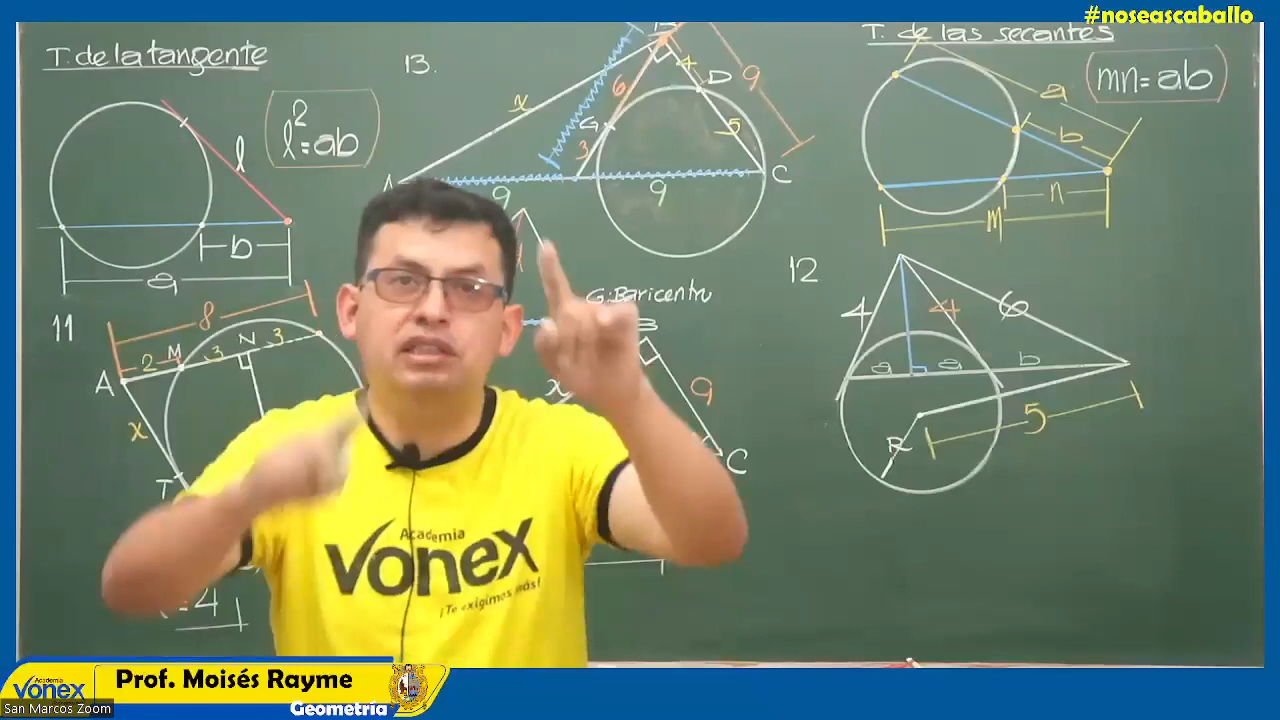 #noseascaballo
T. de la tangente
l² = ab
l
b
a
13.
x
6
4
D
9
G
3
5
A
9
9
C
T. de las secantes
mn = ab
a
b
n
m
11
8
2
M
3
N
3
A
x
T
= 4
G: Baricentro
B
x
9
C
12
4
4
6
a
a
b
R
5
Academia
Vonex
¡Te exigimos más!
Academia
vonex
Prof. Moisés Rayme
Geometría
San Marcos Zoom